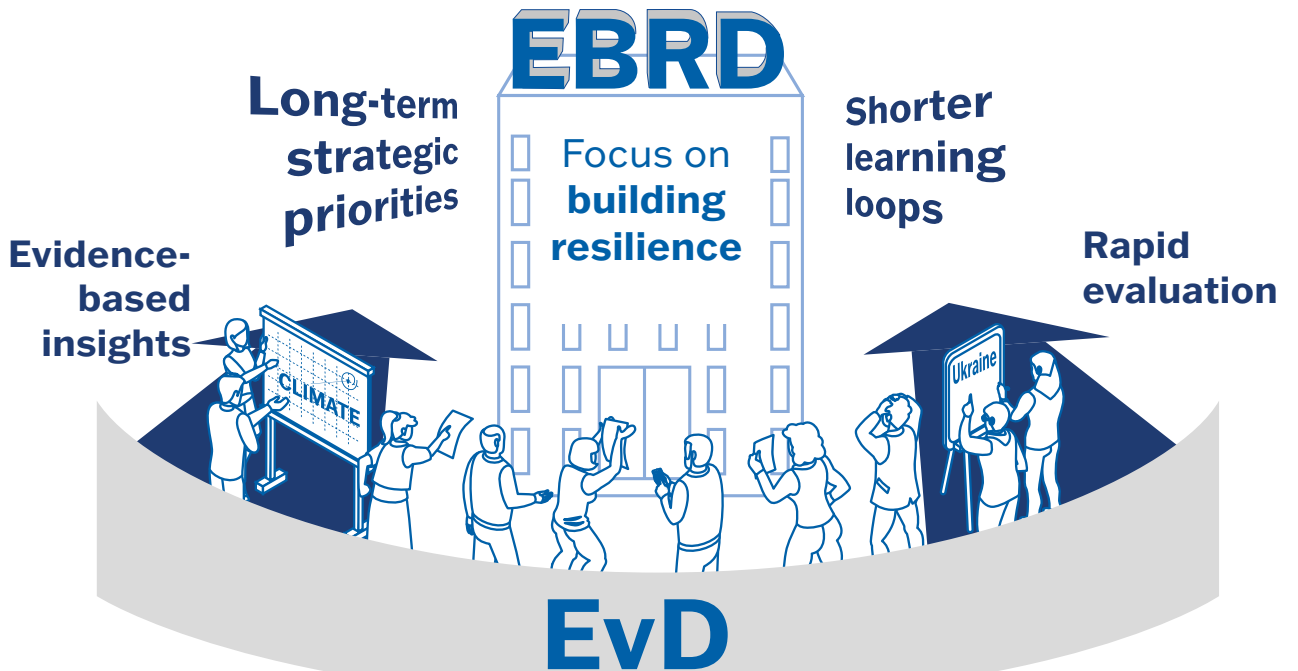 EBRD
Long-term
strategic
priorities
Focus on
building
resilience
Shorter
learning
loops
Evidence-
based
insights
Rapid
evaluation
CLIMATE
Ukraine
EvD